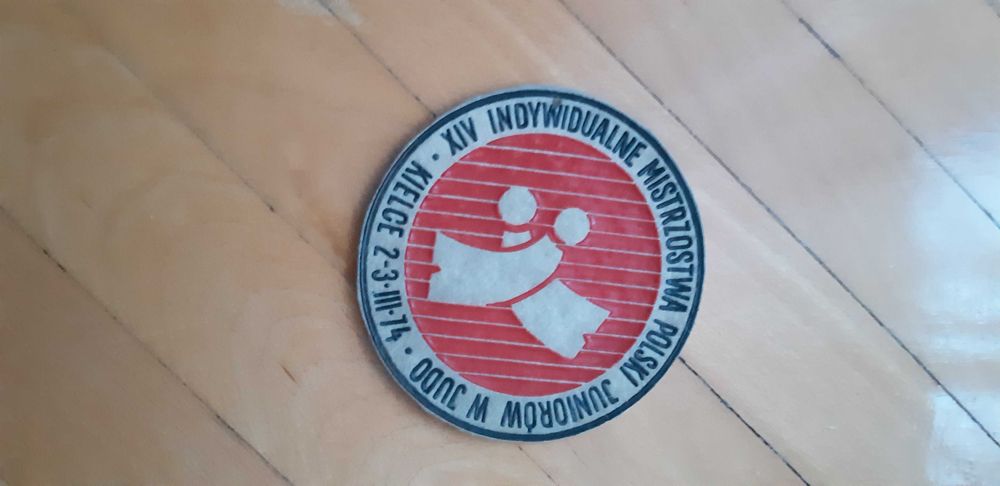 XIV INDYWIDUALNE MISTRZOSTWA POLSKI JUNIORÓW W JUDO • KIELCE 2-3·III·74 •